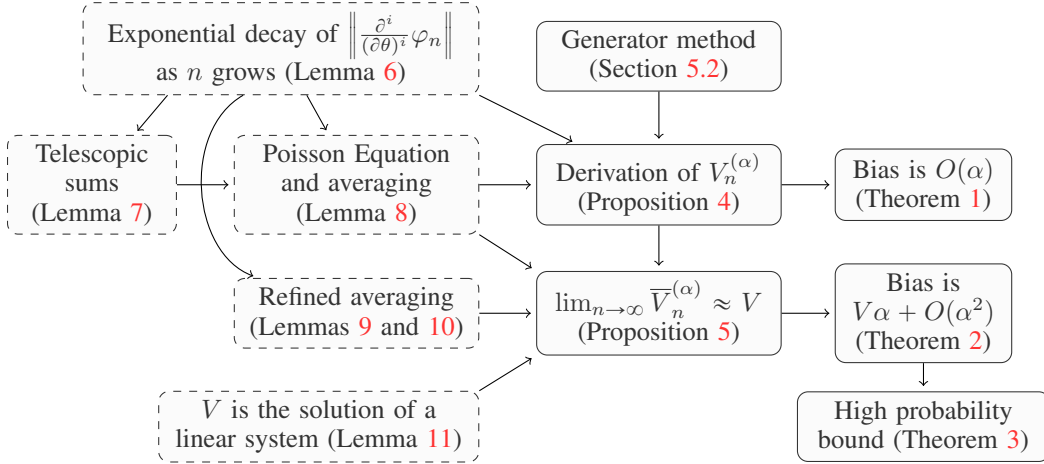 Exponential decay of $\left\| \frac{\partial^i}{(\partial\theta)^i} \varphi_n \right\|$
as $n$ grows (Lemma 6)
Generator method
(Section 5.2)
Telescopic
sums
(Lemma 7)
Poisson Equation
and averaging
(Lemma 8)
Derivation of $V_n^{(\alpha)}$
(Proposition 4)
Bias is $O(\alpha)$
(Theorem 1)
Refined averaging
(Lemmas 9 and 10)
$\lim_{n\to\infty} \overline{V}_n^{(\alpha)} \approx V$
(Proposition 5)
Bias is
$V\alpha + O(\alpha^2)$
(Theorem 2)
$V$ is the solution of a
linear system (Lemma 11)
High probability
bound (Theorem 3)